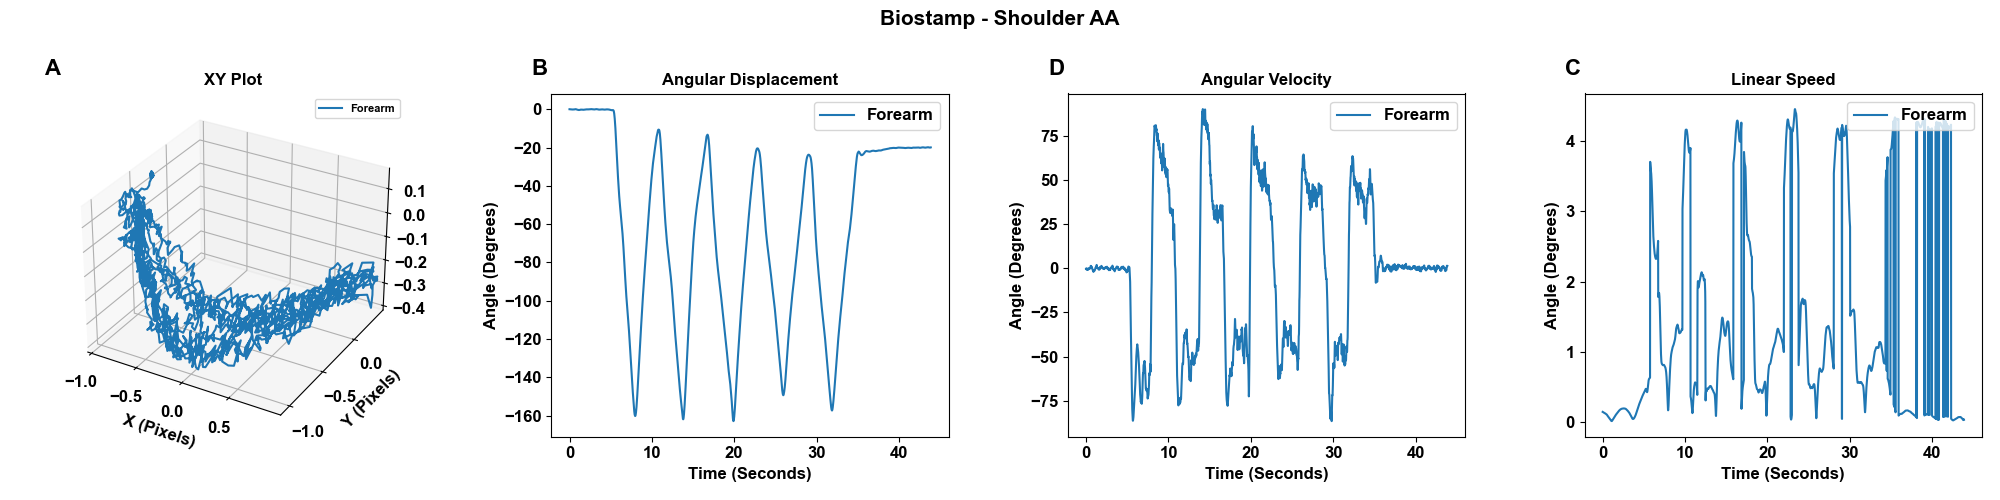 Biostamp - Shoulder AA
A
XY Plot
Forearm
0.1
0.0
−0.1
−0.2
−0.3
−0.4
−1.0
−0.5
0.0
0.5
X (Pixels)
−1.0
−0.5
0.0
Y (Pixels)
B
Angular Displacement
Forearm
0
−20
−40
−60
−80
−100
−120
−140
−160
Angle (Degrees)
0
10
20
30
40
Time (Seconds)
D
Angular Velocity
Forearm
75
50
25
0
−25
−50
−75
Angle (Degrees)
0
10
20
30
40
Time (Seconds)
C
Linear Speed
Forearm
4
3
2
1
0
Angle (Degrees)
0
10
20
30
40
Time (Seconds)